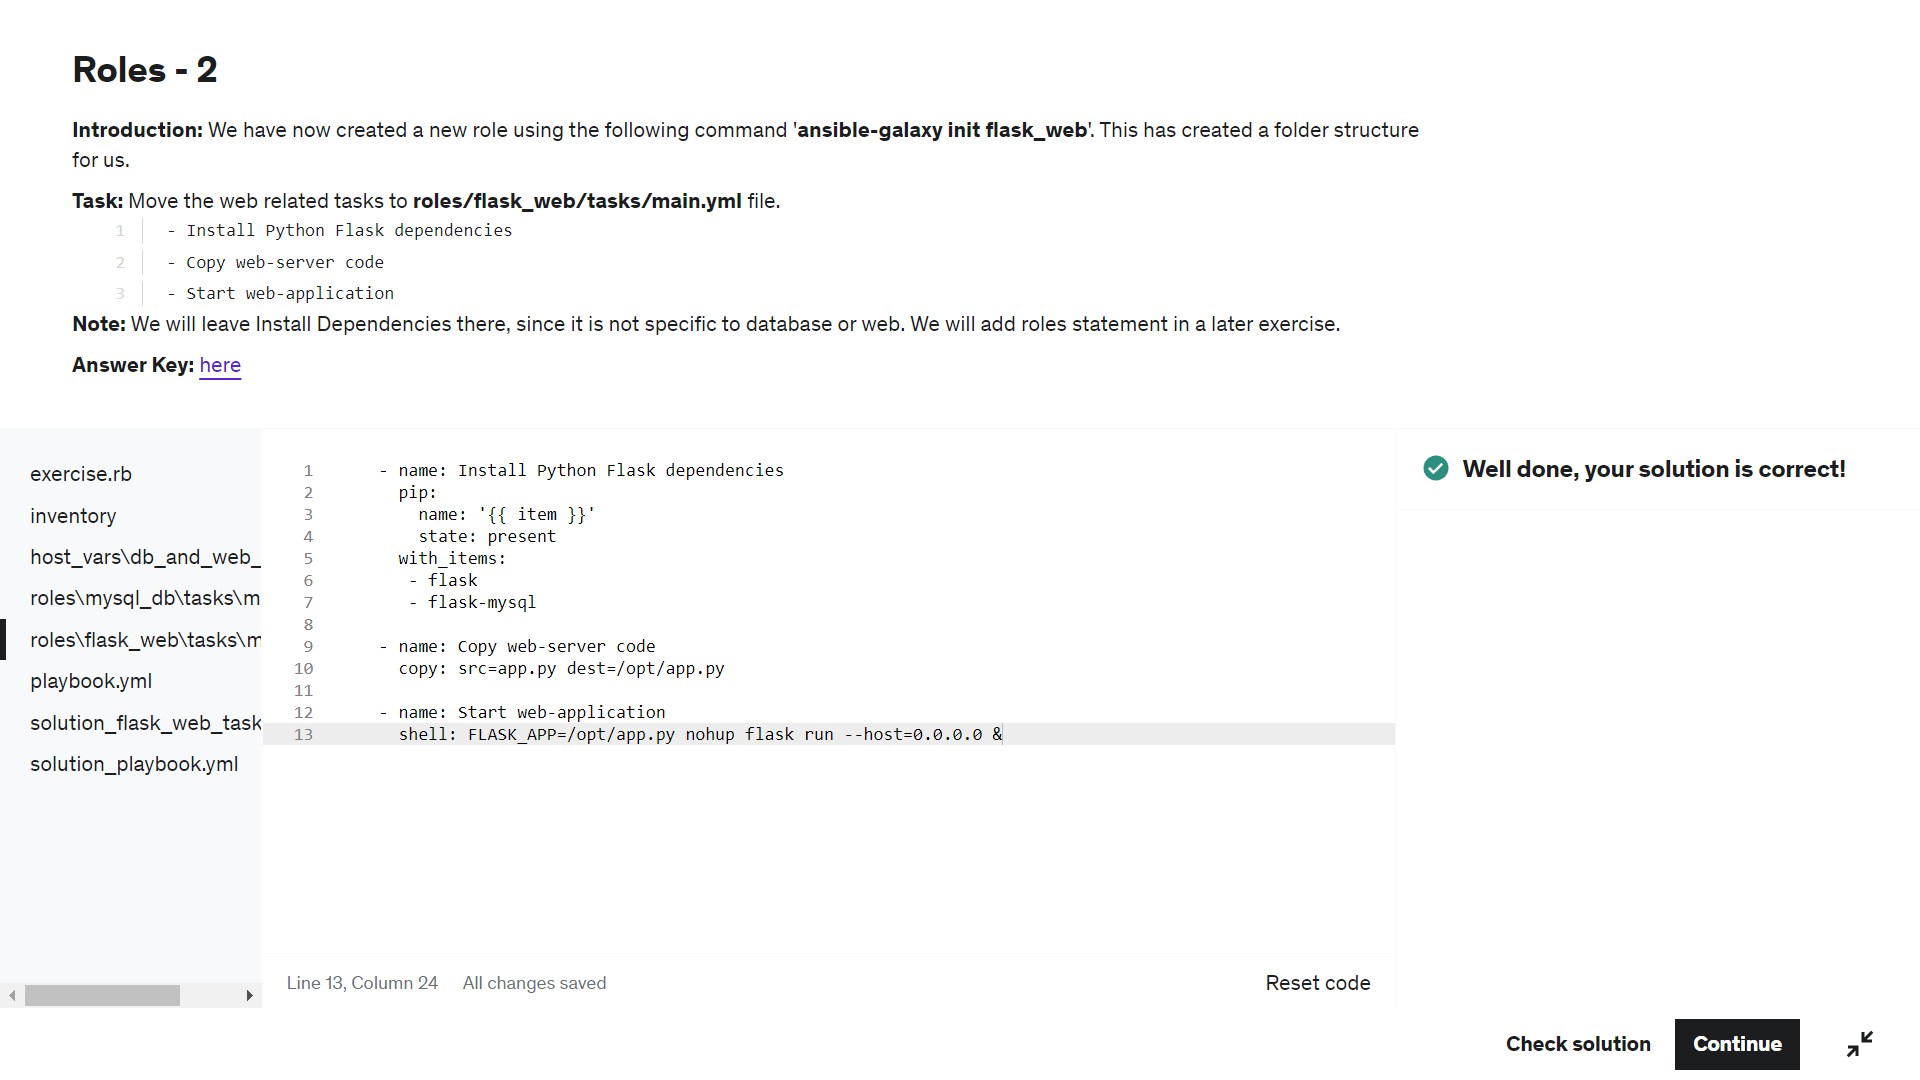 Roles - 2
Introduction: We have now created a new role using the following command 'ansible-galaxy init flask_web'. This has created a folder structure
for us.
Task: Move the web related tasks to roles/flask_web/tasks/main.yml file.
1 - Install Python Flask dependencies
2 - Copy web-server code
3 - Start web-application
Note: We will leave Install Dependencies there, since it is not specific to database or web. We will add roles statement in a later exercise.
Answer Key: here
exercise.rb
inventory
host_vars\db_and_web_
roles\mysql_db\tasks\m
roles\flask_web\tasks\m
playbook.yml
solution_flask_web_task
solution_playbook.yml
1 - name: Install Python Flask dependencies
2 pip:
3 name: '{{ item }}'
4 state: present
5 with_items:
6 - flask
7 - flask-mysql
8
9 - name: Copy web-server code
10 copy: src=app.py dest=/opt/app.py
11
12 - name: Start web-application
13 shell: FLASK_APP=/opt/app.py nohup flask run --host=0.0.0.0 &
Well done, your solution is correct!
Line 13, Column 24 All changes saved Reset code
Check solution Continue